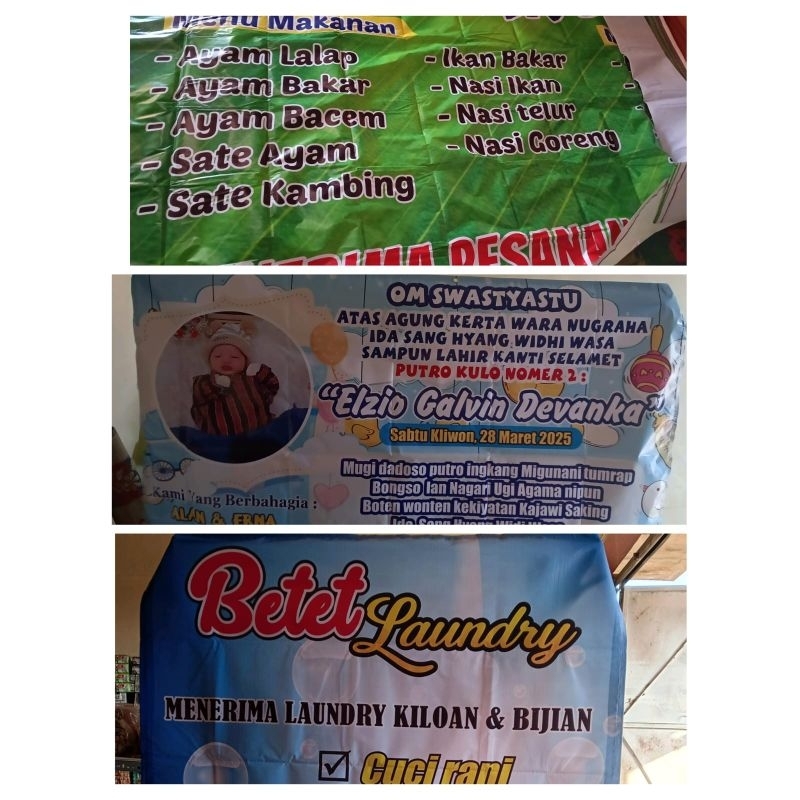 Menu Makanan
- Ayam Lalap
- Ayam Bakar
- Ayam Bacem
- Sate Ayam
- Sate Kambing
- Ikan Bakar
- Nasi Ikan
- Nasi telur
- Nasi Goreng
PESANAN
OM SWASTYASTU
ATAS AGUNG KERTA WARA NUGRAHA
IDA SANG HYANG WIDHI WASA
SAMPUN LAHIR KANTI SELAMET
PUTRO KULO NOMER 2 :
"Elzio Galvin Devanka"
Sabtu Kliwon, 28 Maret 2025
Mugi dadoso putro ingkang Migunani tumrap
Bongso lan Nagari Ugi Agama nipun
Boten wonten kekiyatan Kajawi Saking
Kami Yang Berbahagia :
ALAN & ERNA
Betet Laundry
MENERIMA LAUNDRY KILOAN & BIJIAN
Cuci rapi